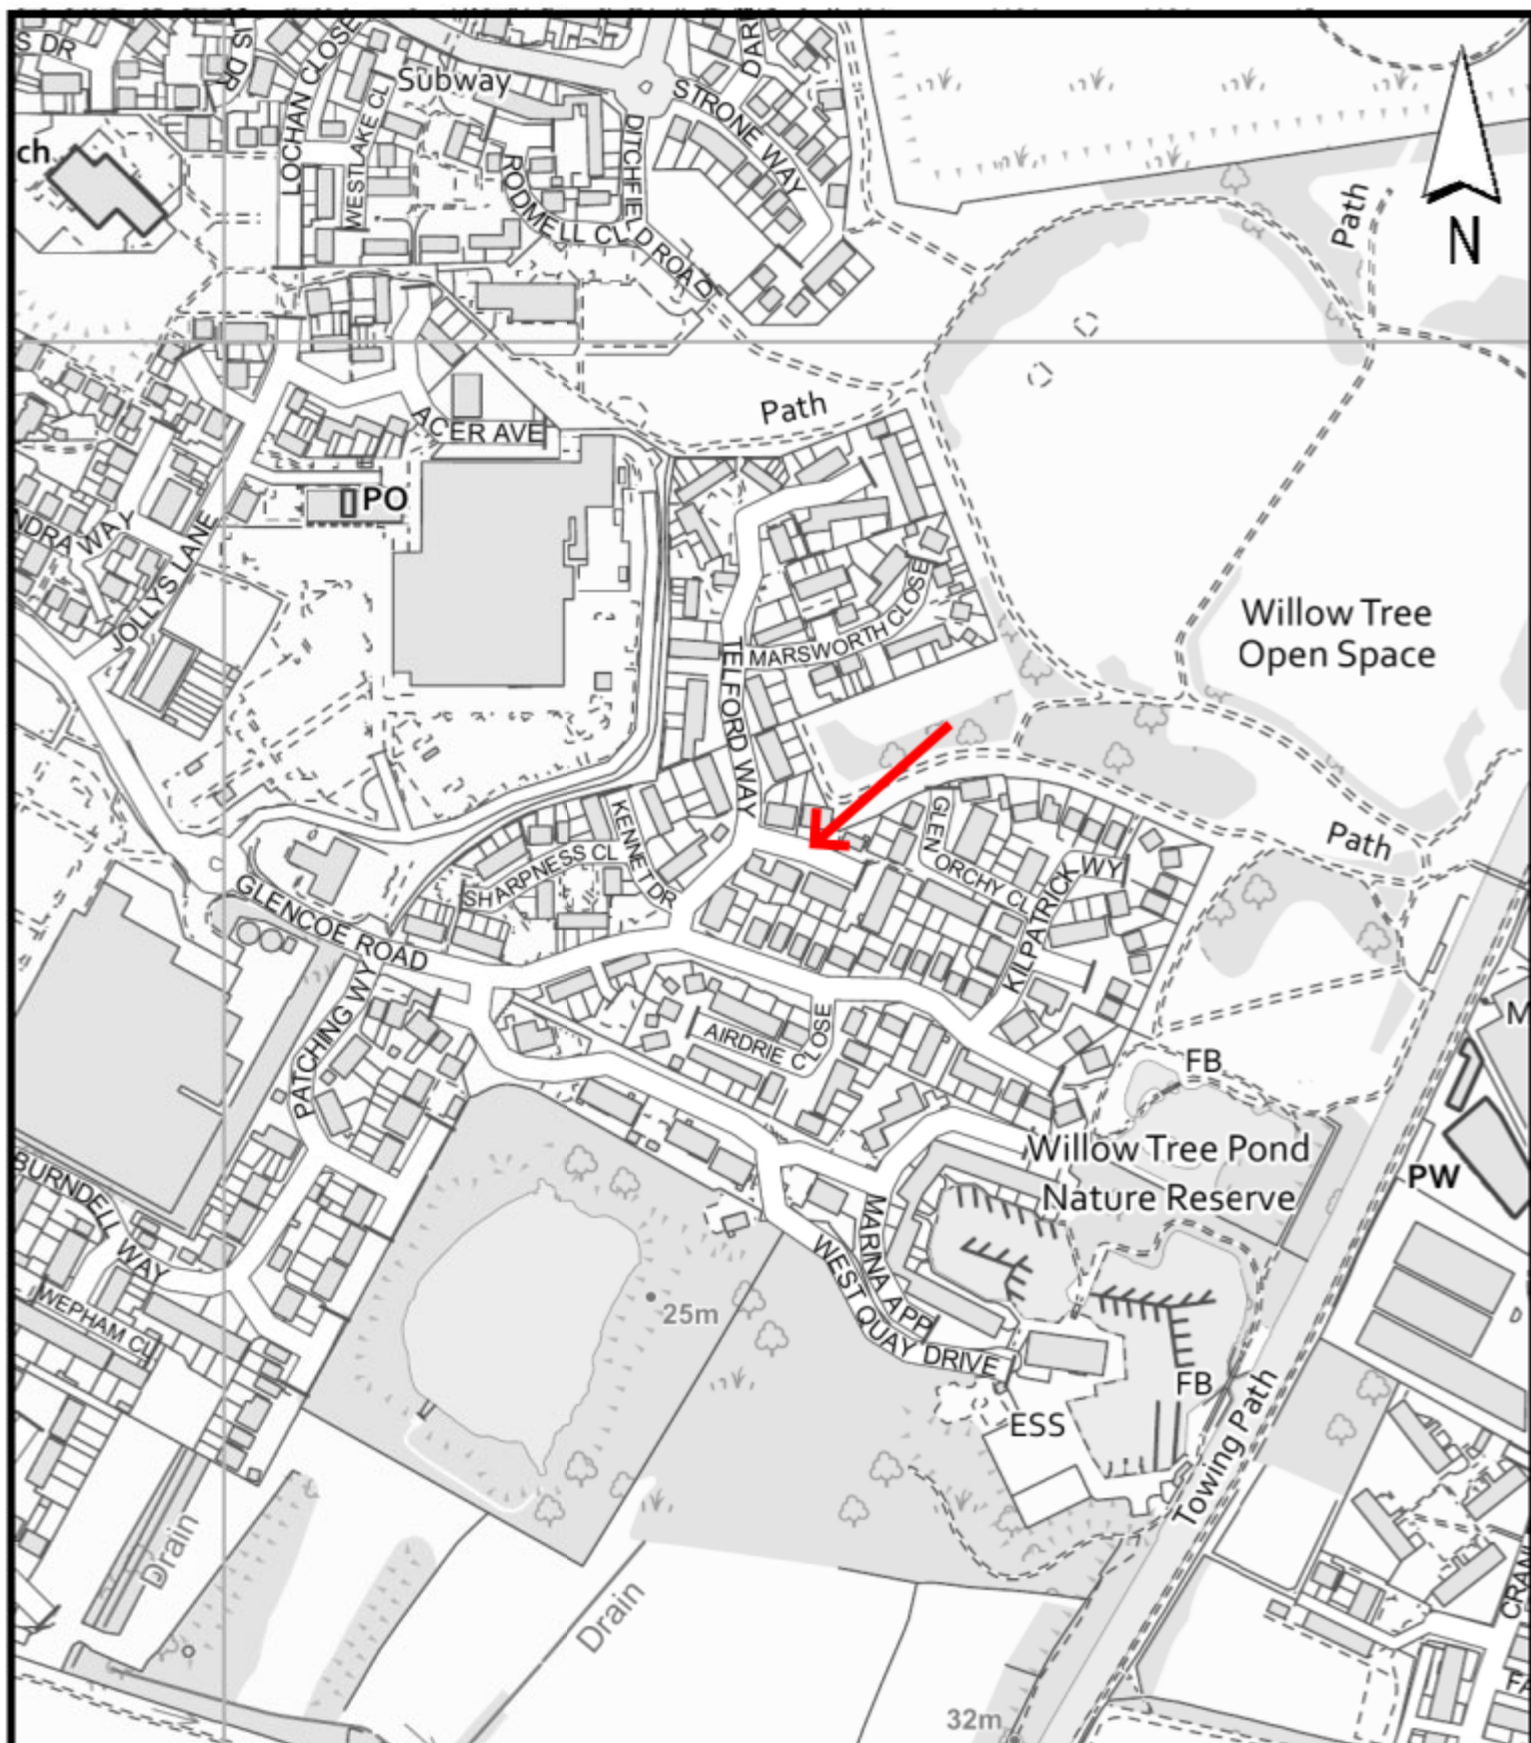 S DR
IS DR
LOCHAN CLOSE
WESTLAKE CL
Subway
DITCHFIELD ROAD
STRONE WAY
RODMELL CL
ch
Path
N
Path
ACER AVE
PO
NDRA WAY
JOLLYS LANE
TELFORD WAY
MARSWORTH CLOSE
Willow Tree
Open Space
KENNET DR
SHARPNESS CL
GLEN ORCHY CL
KILPATRICK WY
Path
GLENCOE ROAD
PATCHING WY
AIRDRIE CLOSE
FB
Willow Tree Pond
Nature Reserve
PW
M
BURNDELL WAY
WEPHAM CL
MARINA APP
WEST QUAY DRIVE
25m
FB
ESS
Towing Path
Drain
Drain
32m